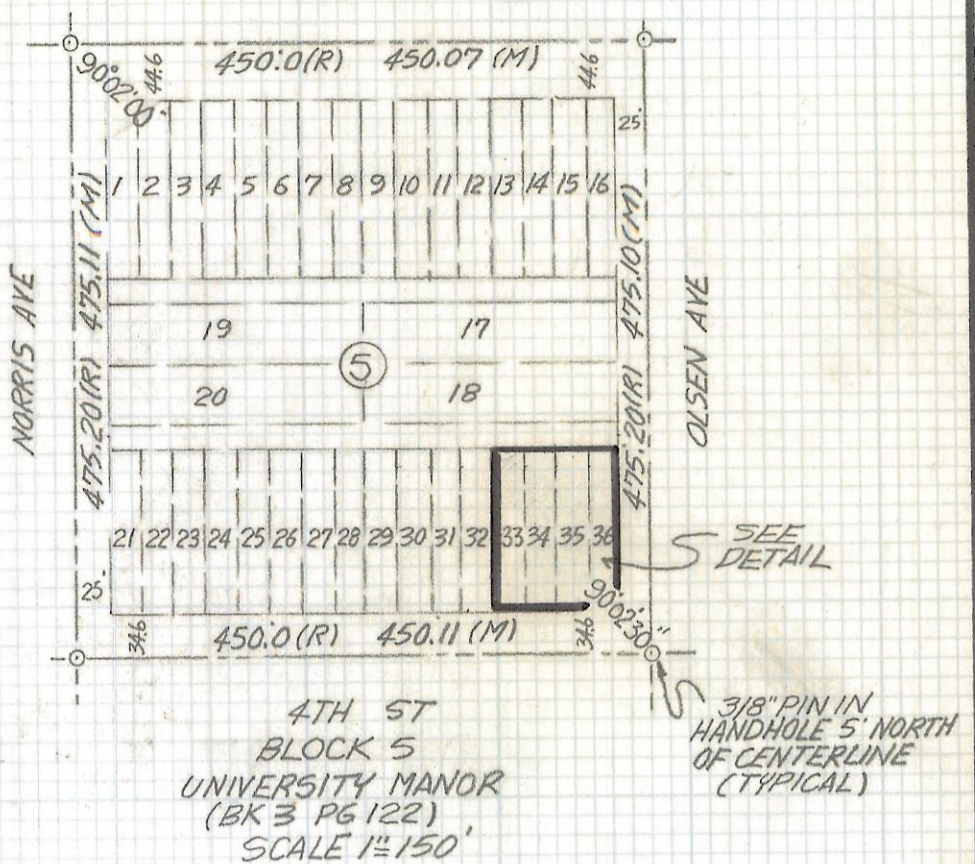 450.0(R) 450.07 (M)
90°02'00"
44.6
44.6
25'
1 2 3 4 5 6 7 8 9 10 11 12 13 14 15 16
NORRIS AVE
475.20(R) 475.11 (M)
475.20(R) 475.10(M)
OLSEN AVE
19 17
5
20 18
21 22 23 24 25 26 27 28 29 30 31 32 33 34 35 36
SEE
DETAIL
25'
34.6
34.6
90°02'30"
450.0(R) 450.11 (M)
4TH ST
BLOCK 5
UNIVERSITY MANOR
(BK 3 PG 122)
SCALE 1"=150'
3/8" PIN IN
HANDHOLE 5' NORTH
OF CENTERLINE
(TYPICAL)